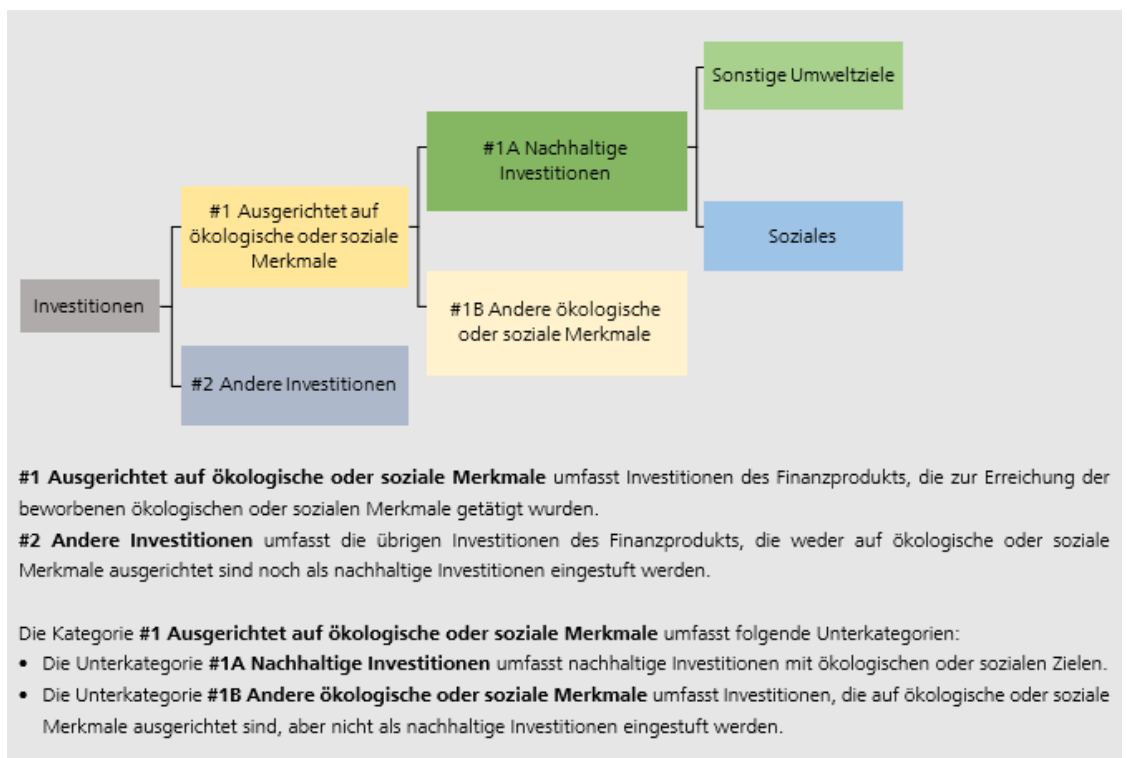 Sonstige Umweltziele
#1A Nachhaltige
Investitionen
#1 Ausgerichtet auf
ökologische oder soziale
Merkmale
Soziales
Investitionen
#1B Andere ökologische
oder soziale Merkmale
#2 Andere Investitionen
#1 Ausgerichtet auf ökologische oder soziale Merkmale umfasst Investitionen des Finanzprodukts, die zur Erreichung der
beworbenen ökologischen oder sozialen Merkmale getätigt wurden.
#2 Andere Investitionen umfasst die übrigen Investitionen des Finanzprodukts, die weder auf ökologische oder soziale
Merkmale ausgerichtet sind noch als nachhaltige Investitionen eingestuft werden.
Die Kategorie #1 Ausgerichtet auf ökologische oder soziale Merkmale umfasst folgende Unterkategorien:
• Die Unterkategorie #1A Nachhaltige Investitionen umfasst nachhaltige Investitionen mit ökologischen oder sozialen Zielen.
• Die Unterkategorie #1B Andere ökologische oder soziale Merkmale umfasst Investitionen, die auf ökologische oder soziale
Merkmale ausgerichtet sind, aber nicht als nachhaltige Investitionen eingestuft werden.